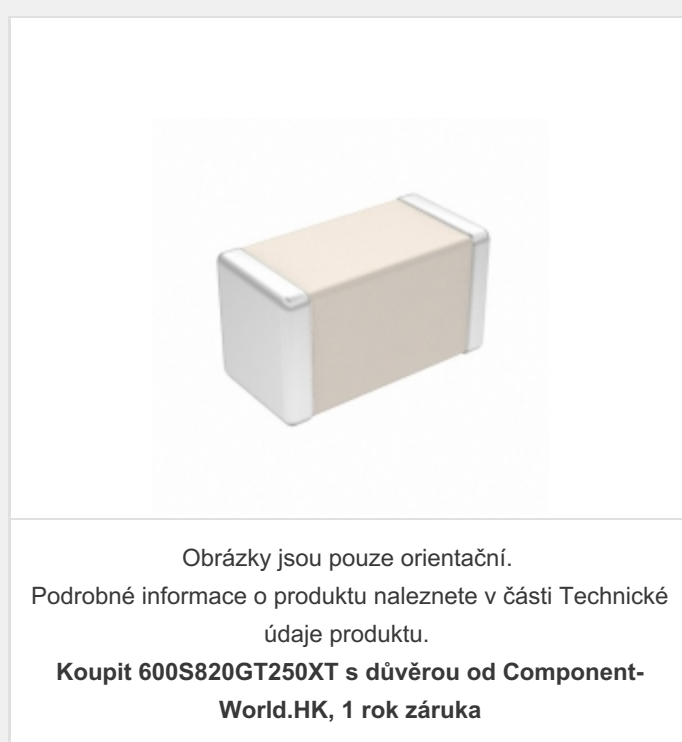 Obrázky jsou pouze orientační.
Podrobné informace o produktu naleznete v části Technické
údaje produktu.
Koupit 600S820GT250XT s důvěrou od Component-
World.HK, 1 rok záruka